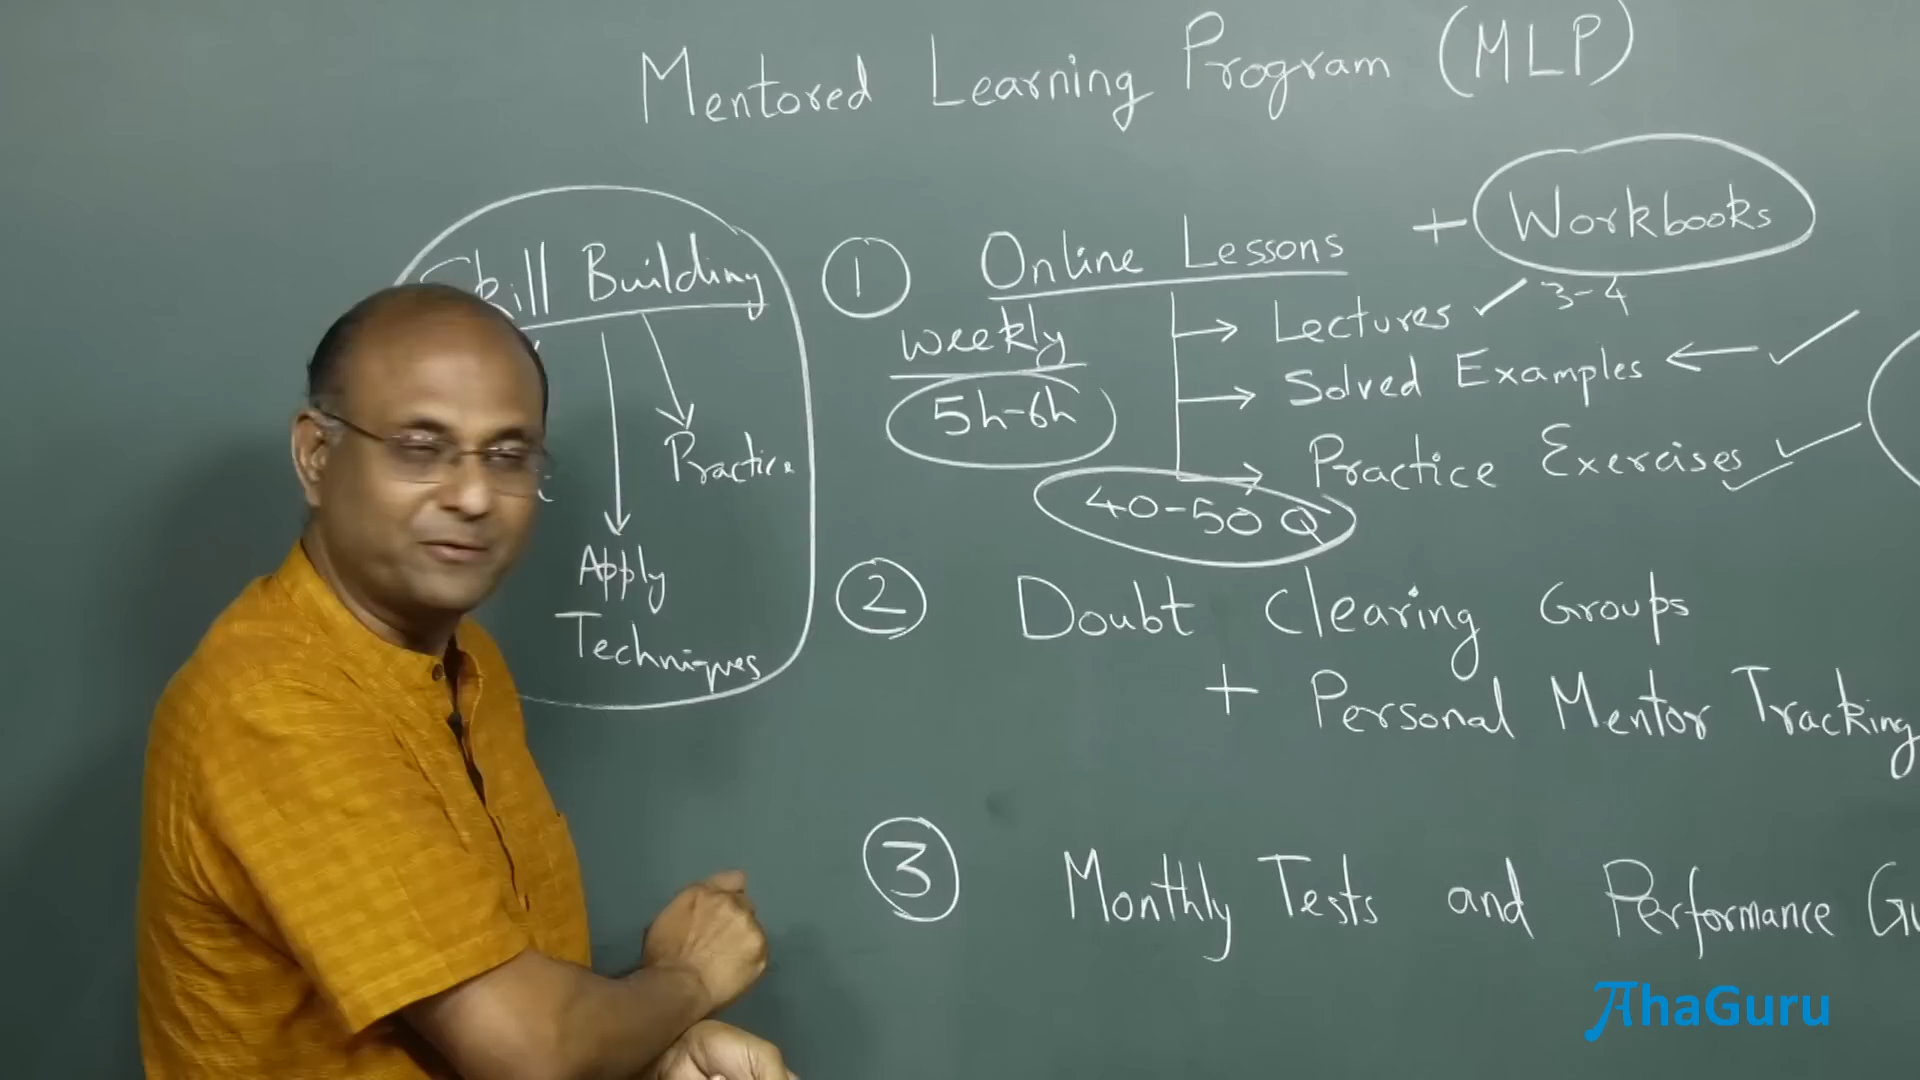 Mentored Learning Program (MLP)
Skill Building
Practice
Apply
Techniques
1 Online Lessons + Workbooks
weekly
5h-6h
→ Lectures ✓ 3-4
→ Solved Examples ← ✓
→ Practice Exercises ✓
40-50 Q
2 Doubt Clearing Groups
+ Personal Mentor Tracking
3 Monthly Tests and Performance
AhaGuru